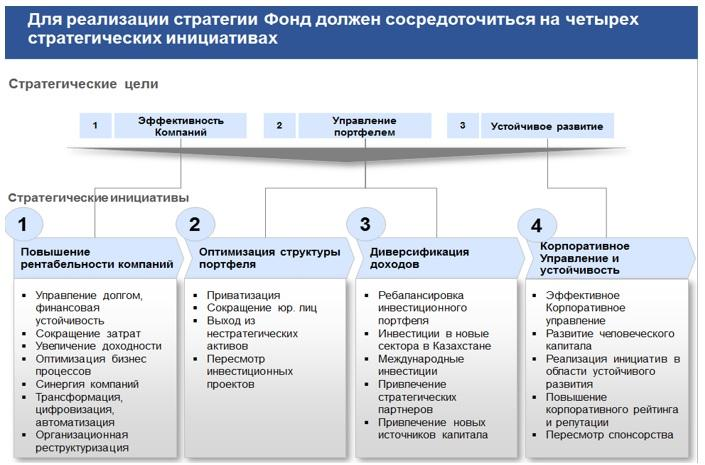 Для реализации стратегии Фонд должен сосредоточиться на четырех
стратегических инициативах
Стратегические цели
1
Эффективность
Компаний
2
Управление
портфелем
3
Устойчивое развитие
Стратегические инициативы
1
Повышение
рентабельности компаний
▪ Управление долгом,
финансовая
устойчивость
▪ Сокращение затрат
▪ Увеличение доходности
▪ Оптимизация бизнес
процессов
▪ Синергия компаний
▪ Трансформация,
цифровизация,
автоматизация
▪ Организационная
реструктуризация
2
Оптимизация структуры
портфеля
▪ Приватизация
▪ Сокращение юр. лиц
▪ Выход из
нестратегических
активов
▪ Пересмотр
инвестиционных
проектов
3
Диверсификация
доходов
▪ Ребалансировка
инвестиционного
портфеля
▪ Инвестиции в новые
сектора в Казахстане
▪ Международные
инвестиции
▪ Привлечение
стратегических
партнеров
▪ Привлечение новых
источников капитала
4
Корпоративное
Управление и
устойчивость
▪ Эффективное
Корпоративное
управление
▪ Развитие человеческого
капитала
▪ Реализация инициатив в
области устойчивого
развития
▪ Повышение
корпоративного рейтинга
и репутации
▪ Пересмотр спонсорства